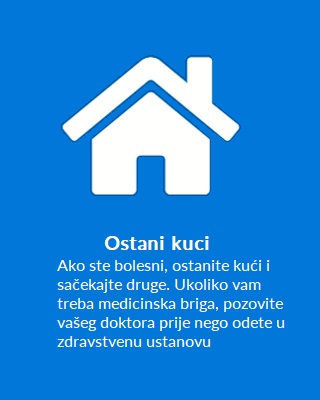 Ostani kuci
Ako ste bolesni, ostanite kući i
sačekajte druge. Ukoliko vam
treba medicinska briga, pozovite
vašeg doktora prije nego odete u
zdravstvenu ustanovu